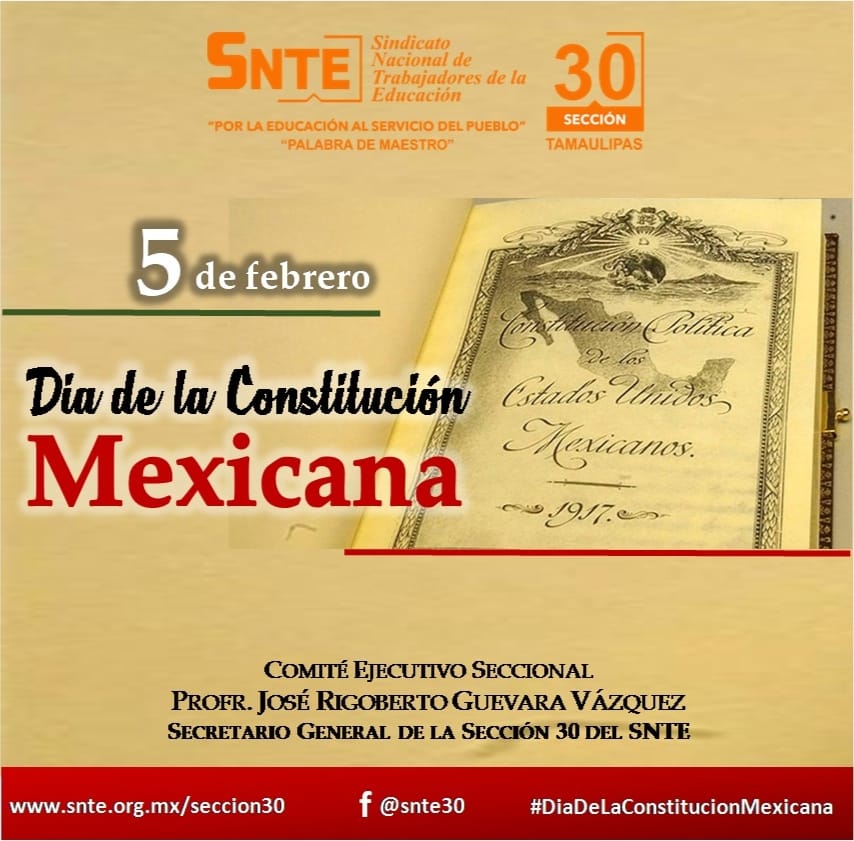 SNTE
Sindicato
Nacional de
Trabajadores de la
Educación
"POR LA EDUCACIÓN AL SERVICIO DEL PUEBLO"
"PALABRA DE MAESTRO"
30
SECCIÓN
TAMAULIPAS
5 de febrero
Dia de la Constitución
Mexicana
Constitución Política
de los
Estados Unidos
Mexicanos.
1917.
COMITÉ EJECUTIVO SECCIONAL
PROFR. JOSÉ RIGOBERTO GUEVARA VÁZQUEZ
SECRETARIO GENERAL DE LA SECCIÓN 30 DEL SNTE
www.snte.org.mx/seccion30
f @snte30
#DiaDeLaConstitucionMexicana